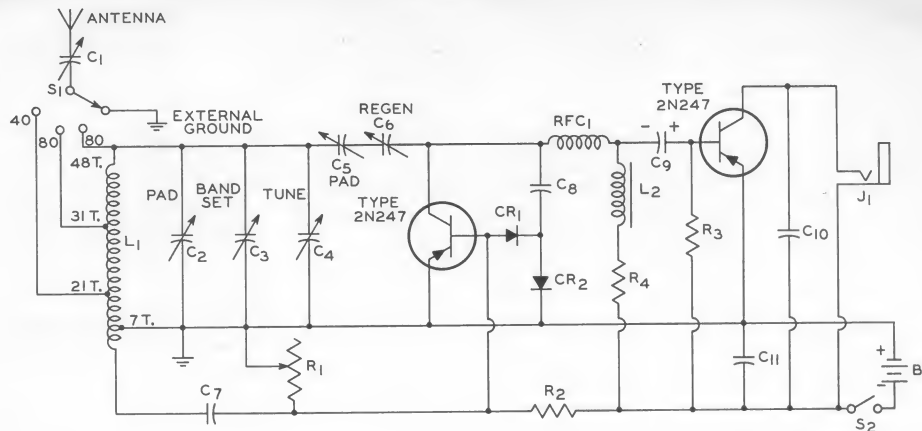 ANTENNA
C1
S1
40
80
80
EXTERNAL
GROUND
48T.
31T.
21T.
7T.
L1
PAD
C2
BAND
SET
C3
TUNE
C4
C5
PAD
REGEN
C6
TYPE
2N247
CR1
C8
CR2
RFC1
L2
R4
- C9 +
R3
TYPE
2N247
C10
J1
C11
+
B
-
S2
R1
C7
R2